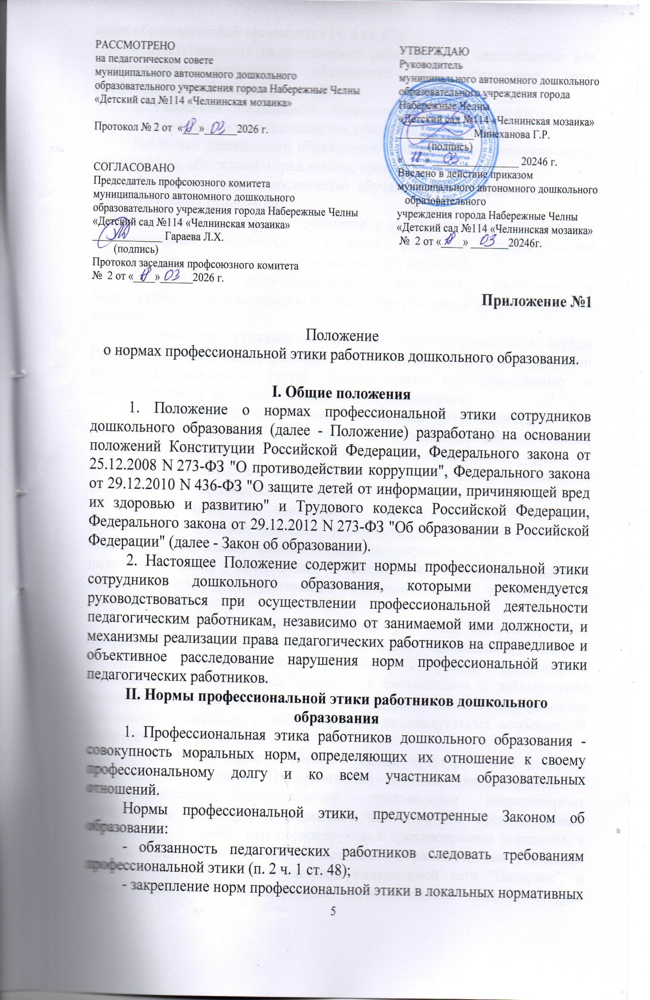 РАССМОТРЕНО
на педагогическом совете
муниципального автономного дошкольного
образовательного учреждения города Набережные Челны
«Детский сад №114 «Челнинская мозаика»
Протокол № 2 от «18» 03 2026 г.
СОГЛАСОВАНО
Председатель профсоюзного комитета
муниципального автономного дошкольного
образовательного учреждения города Набережные Челны
«Детский сад №114 «Челнинская мозаика»
____________ Гараева Л.Х.
(подпись)
Протокол заседания профсоюзного комитета
№ 2 от «18» 03 2026 г.
УТВЕРЖДАЮ
Руководитель
муниципального автономного дошкольного
образовательного учреждения города
Набережные Челны
«Детский сад №114 «Челнинская мозаика»
____________ Минеханова Г.Р.
(подпись)
«18» 03 20246 г.
Введено в действие приказом
муниципального автономного дошкольного
образовательного
учреждения города Набережные Челны
«Детский сад №114 «Челнинская мозаика»
№ 2 от «18» 03 20246г.
Приложение №1
Положение
о нормах профессиональной этики работников дошкольного образования.
I. Общие положения
1. Положение о нормах профессиональной этики сотрудников
дошкольного образования (далее - Положение) разработано на основании
положений Конституции Российской Федерации, Федерального закона от
25.12.2008 N 273-ФЗ "О противодействии коррупции", Федерального закона
от 29.12.2010 N 436-ФЗ "О защите детей от информации, причиняющей вред
их здоровью и развитию" и Трудового кодекса Российской Федерации,
Федерального закона от 29.12.2012 N 273-ФЗ "Об образовании в Российской
Федерации" (далее - Закон об образовании).
2. Настоящее Положение содержит нормы профессиональной этики
сотрудников дошкольного образования, которыми рекомендуется
руководствоваться при осуществлении профессиональной деятельности
педагогическим работникам, независимо от занимаемой ими должности, и
механизмы реализации права педагогических работников на справедливое и
объективное расследование нарушения норм профессиональной этики
педагогических работников.
II. Нормы профессиональной этики работников дошкольного
образования
1. Профессиональная этика работников дошкольного образования -
совокупность моральных норм, определяющих их отношение к своему
профессиональному долгу и ко всем участникам образовательных
отношений.
Нормы профессиональной этики, предусмотренные Законом об
образовании:
- обязанность педагогических работников следовать требованиям
профессиональной этики (п. 2 ч. 1 ст. 48);
- закрепление норм профессиональной этики в локальных нормативных
5